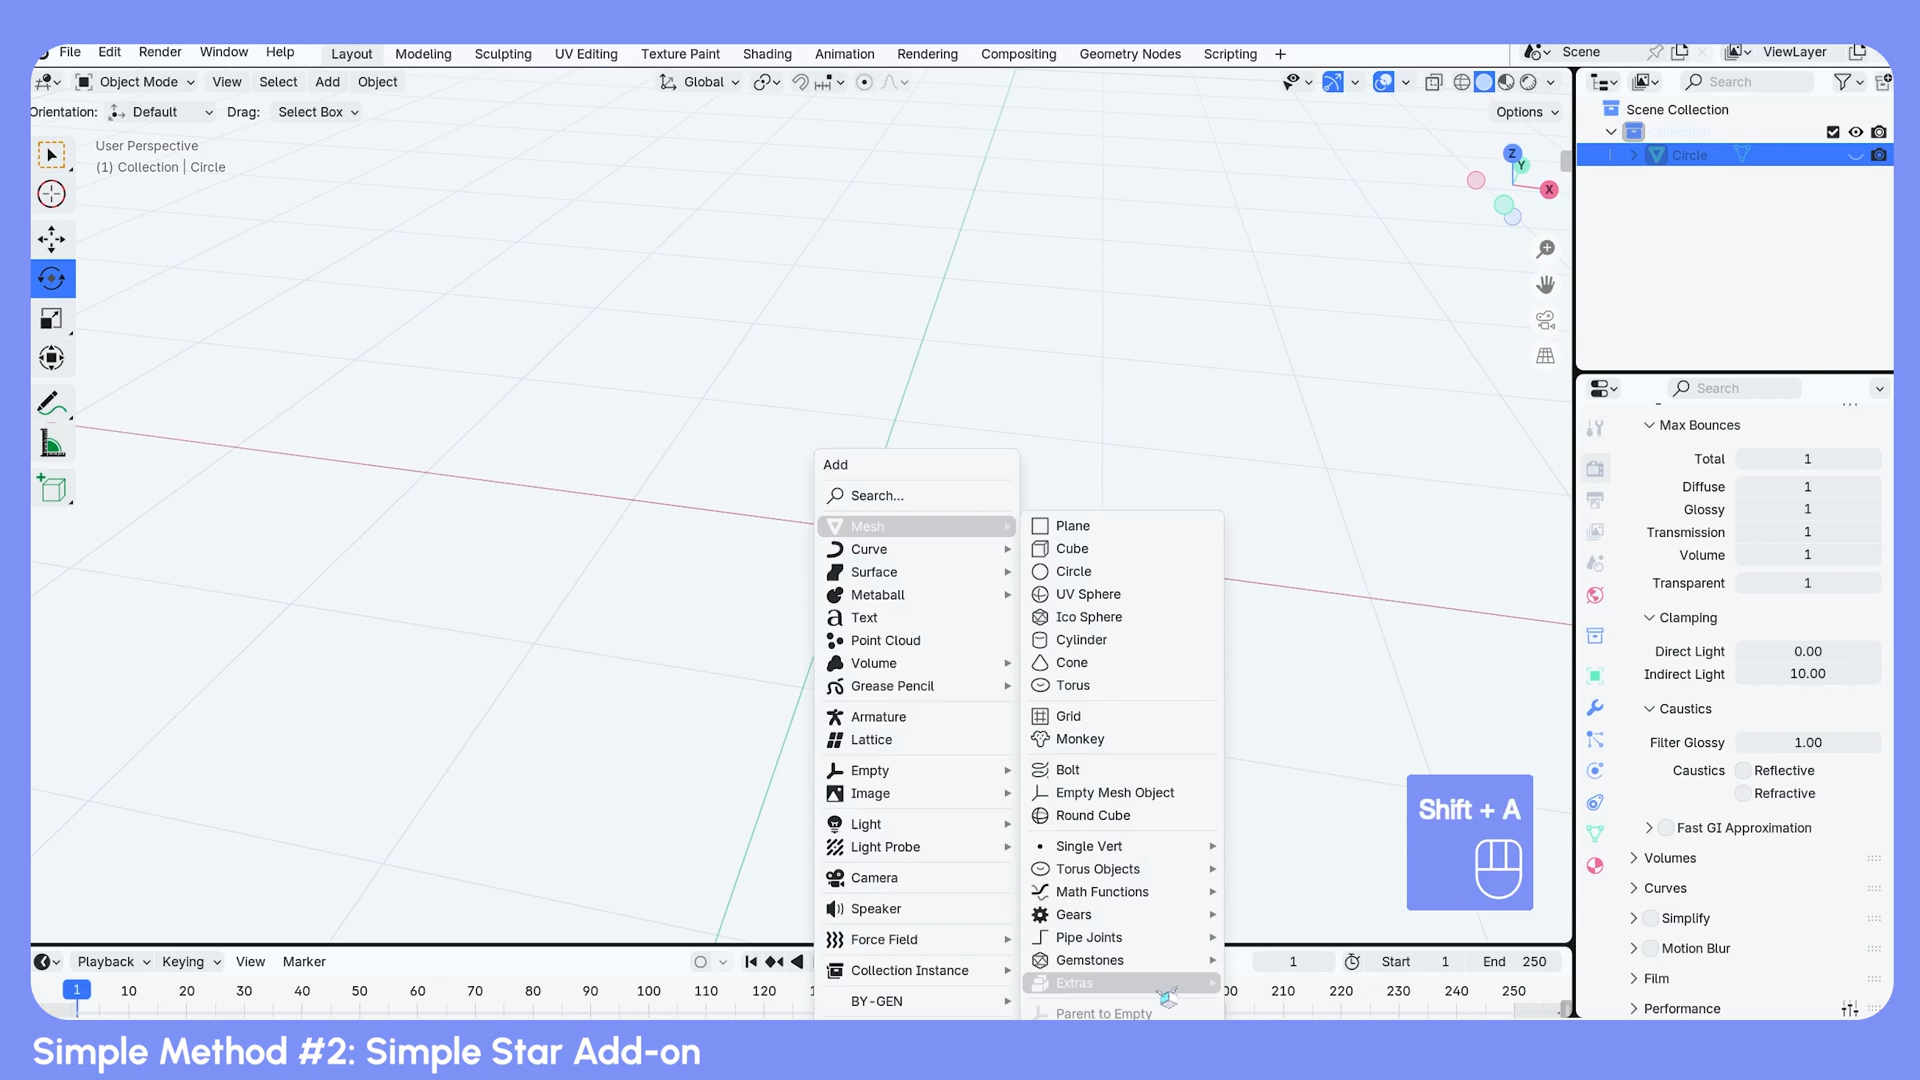 File Edit Render Window Help Layout Modeling Sculpting UV Editing Texture Paint Shading Animation Rendering Compositing Geometry Nodes Scripting + Scene ViewLayer
Object Mode View Select Add Object Global Search
Orientation: Default Drag: Select Box Options
User Perspective
(1) Collection | Circle
Z
Y
X
Scene Collection
Collection
Circle
Search
Max Bounces
Total 1
Diffuse 1
Glossy 1
Transmission 1
Volume 1
Transparent 1
Clamping
Direct Light 0.00
Indirect Light 10.00
Caustics
Filter Glossy 1.00
Caustics Reflective
Refractive
Fast GI Approximation
Volumes
Curves
Simplify
Motion Blur
Film
Performance
Add
Search...
Mesh
Curve
Surface
Metaball
Text
Point Cloud
Volume
Grease Pencil
Armature
Lattice
Empty
Image
Light
Light Probe
Camera
Speaker
Force Field
Collection Instance
BY-GEN
Plane
Cube
Circle
UV Sphere
Ico Sphere
Cylinder
Cone
Torus
Grid
Monkey
Bolt
Empty Mesh Object
Round Cube
Single Vert
Torus Objects
Math Functions
Gears
Pipe Joints
Gemstones
Extras
Parent to Empty
Shift + A
Playback Keying View Marker 1 Start 1 End 250
1 10 20 30 40 50 60 70 80 90 100 110 120 210 220 230 240 250
Simple Method #2: Simple Star Add-on